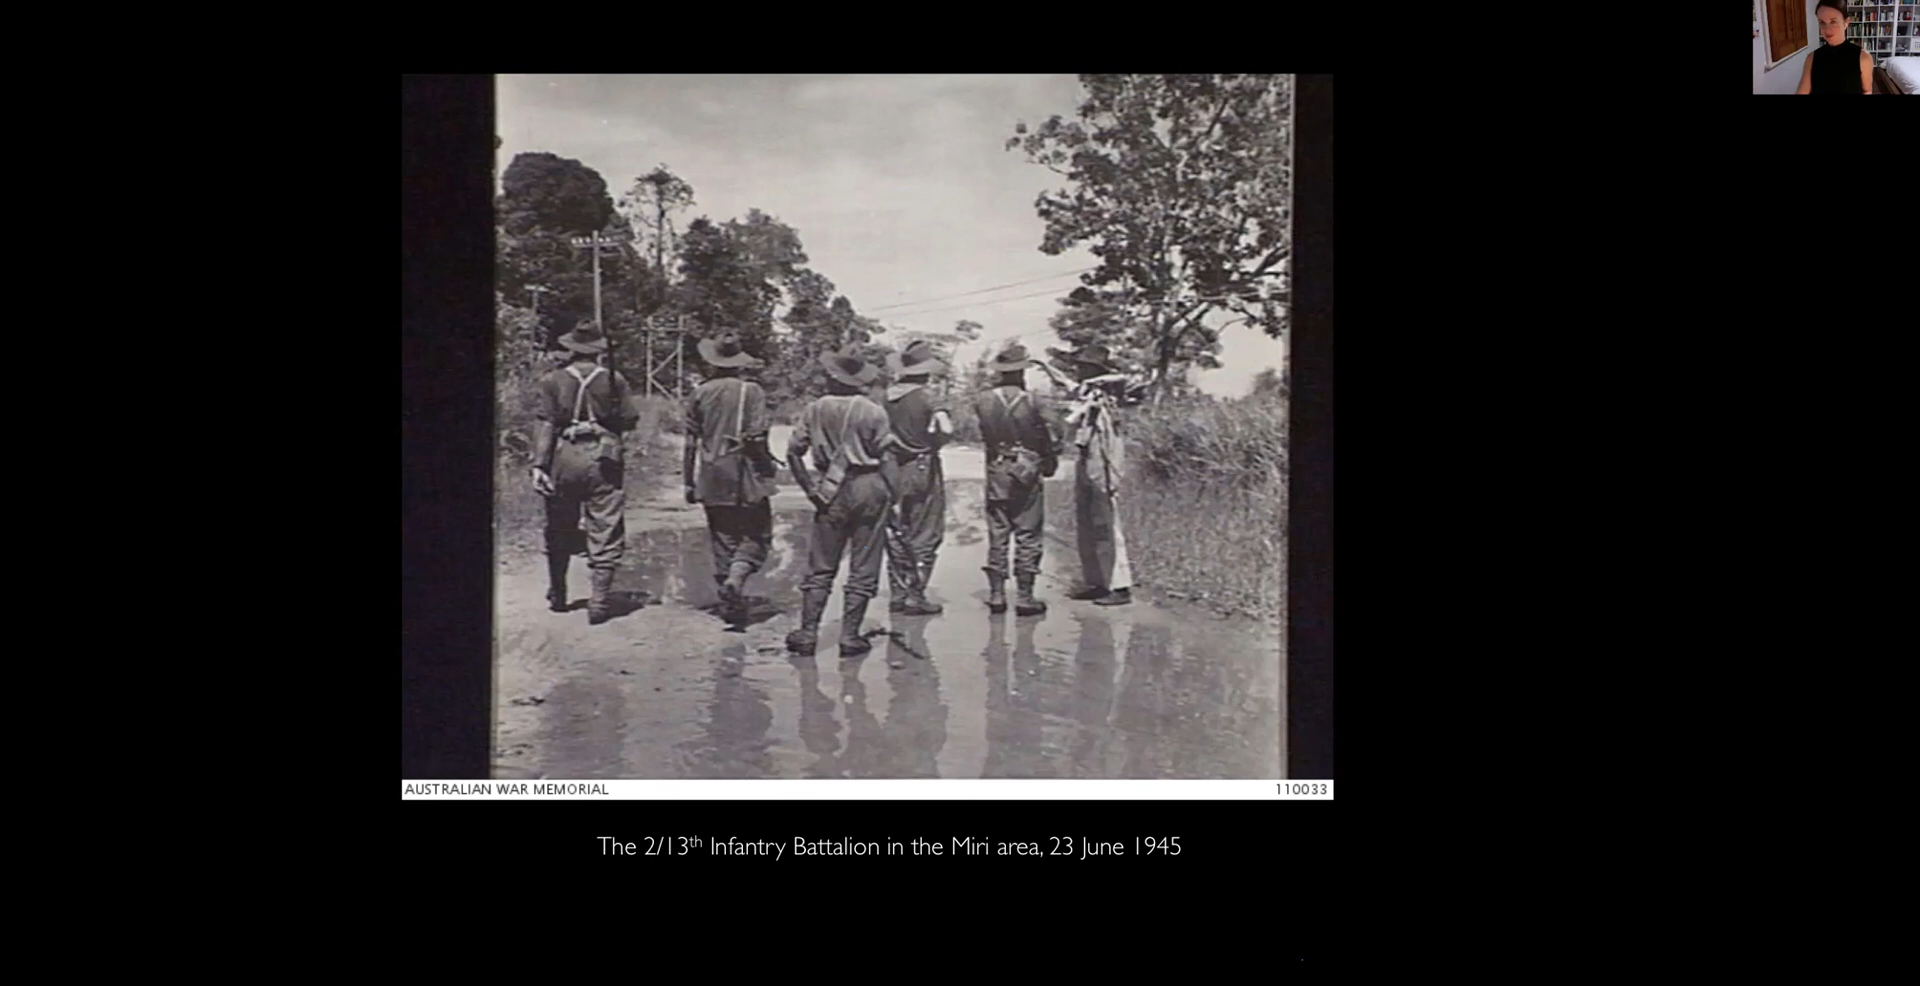 AUSTRALIAN WAR MEMORIAL 110033
The 2/13th Infantry Battalion in the Miri area, 23 June 1945